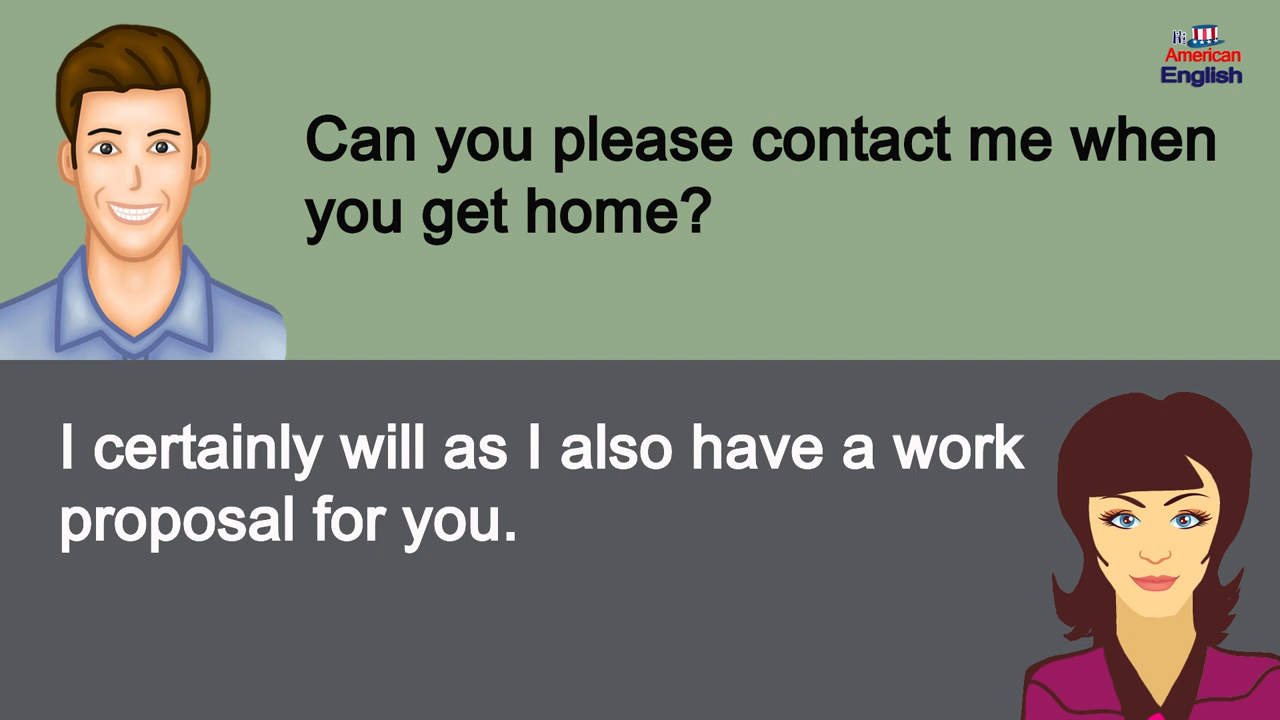 Hi
American
English
Can you please contact me when
you get home?
I certainly will as I also have a work
proposal for you.